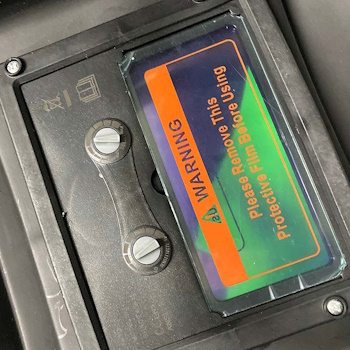 WARNING
Please Remove This
Protective Film Before Using